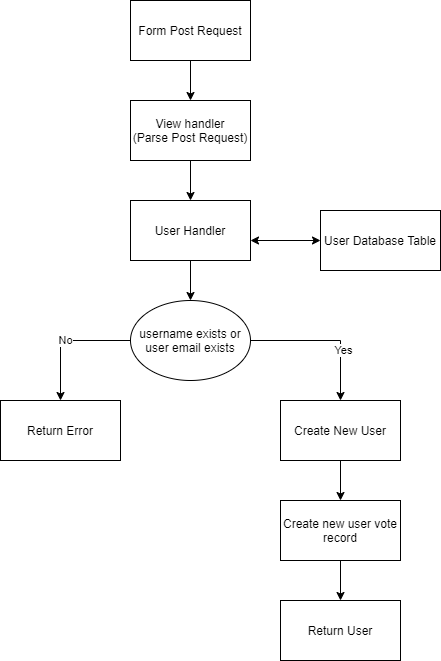 Form Post Request
View handler
(Parse Post Request)
User Handler
User Database Table
username exists or
user email exists
No
Yes
Return Error
Create New User
Create new user vote
record
Return User